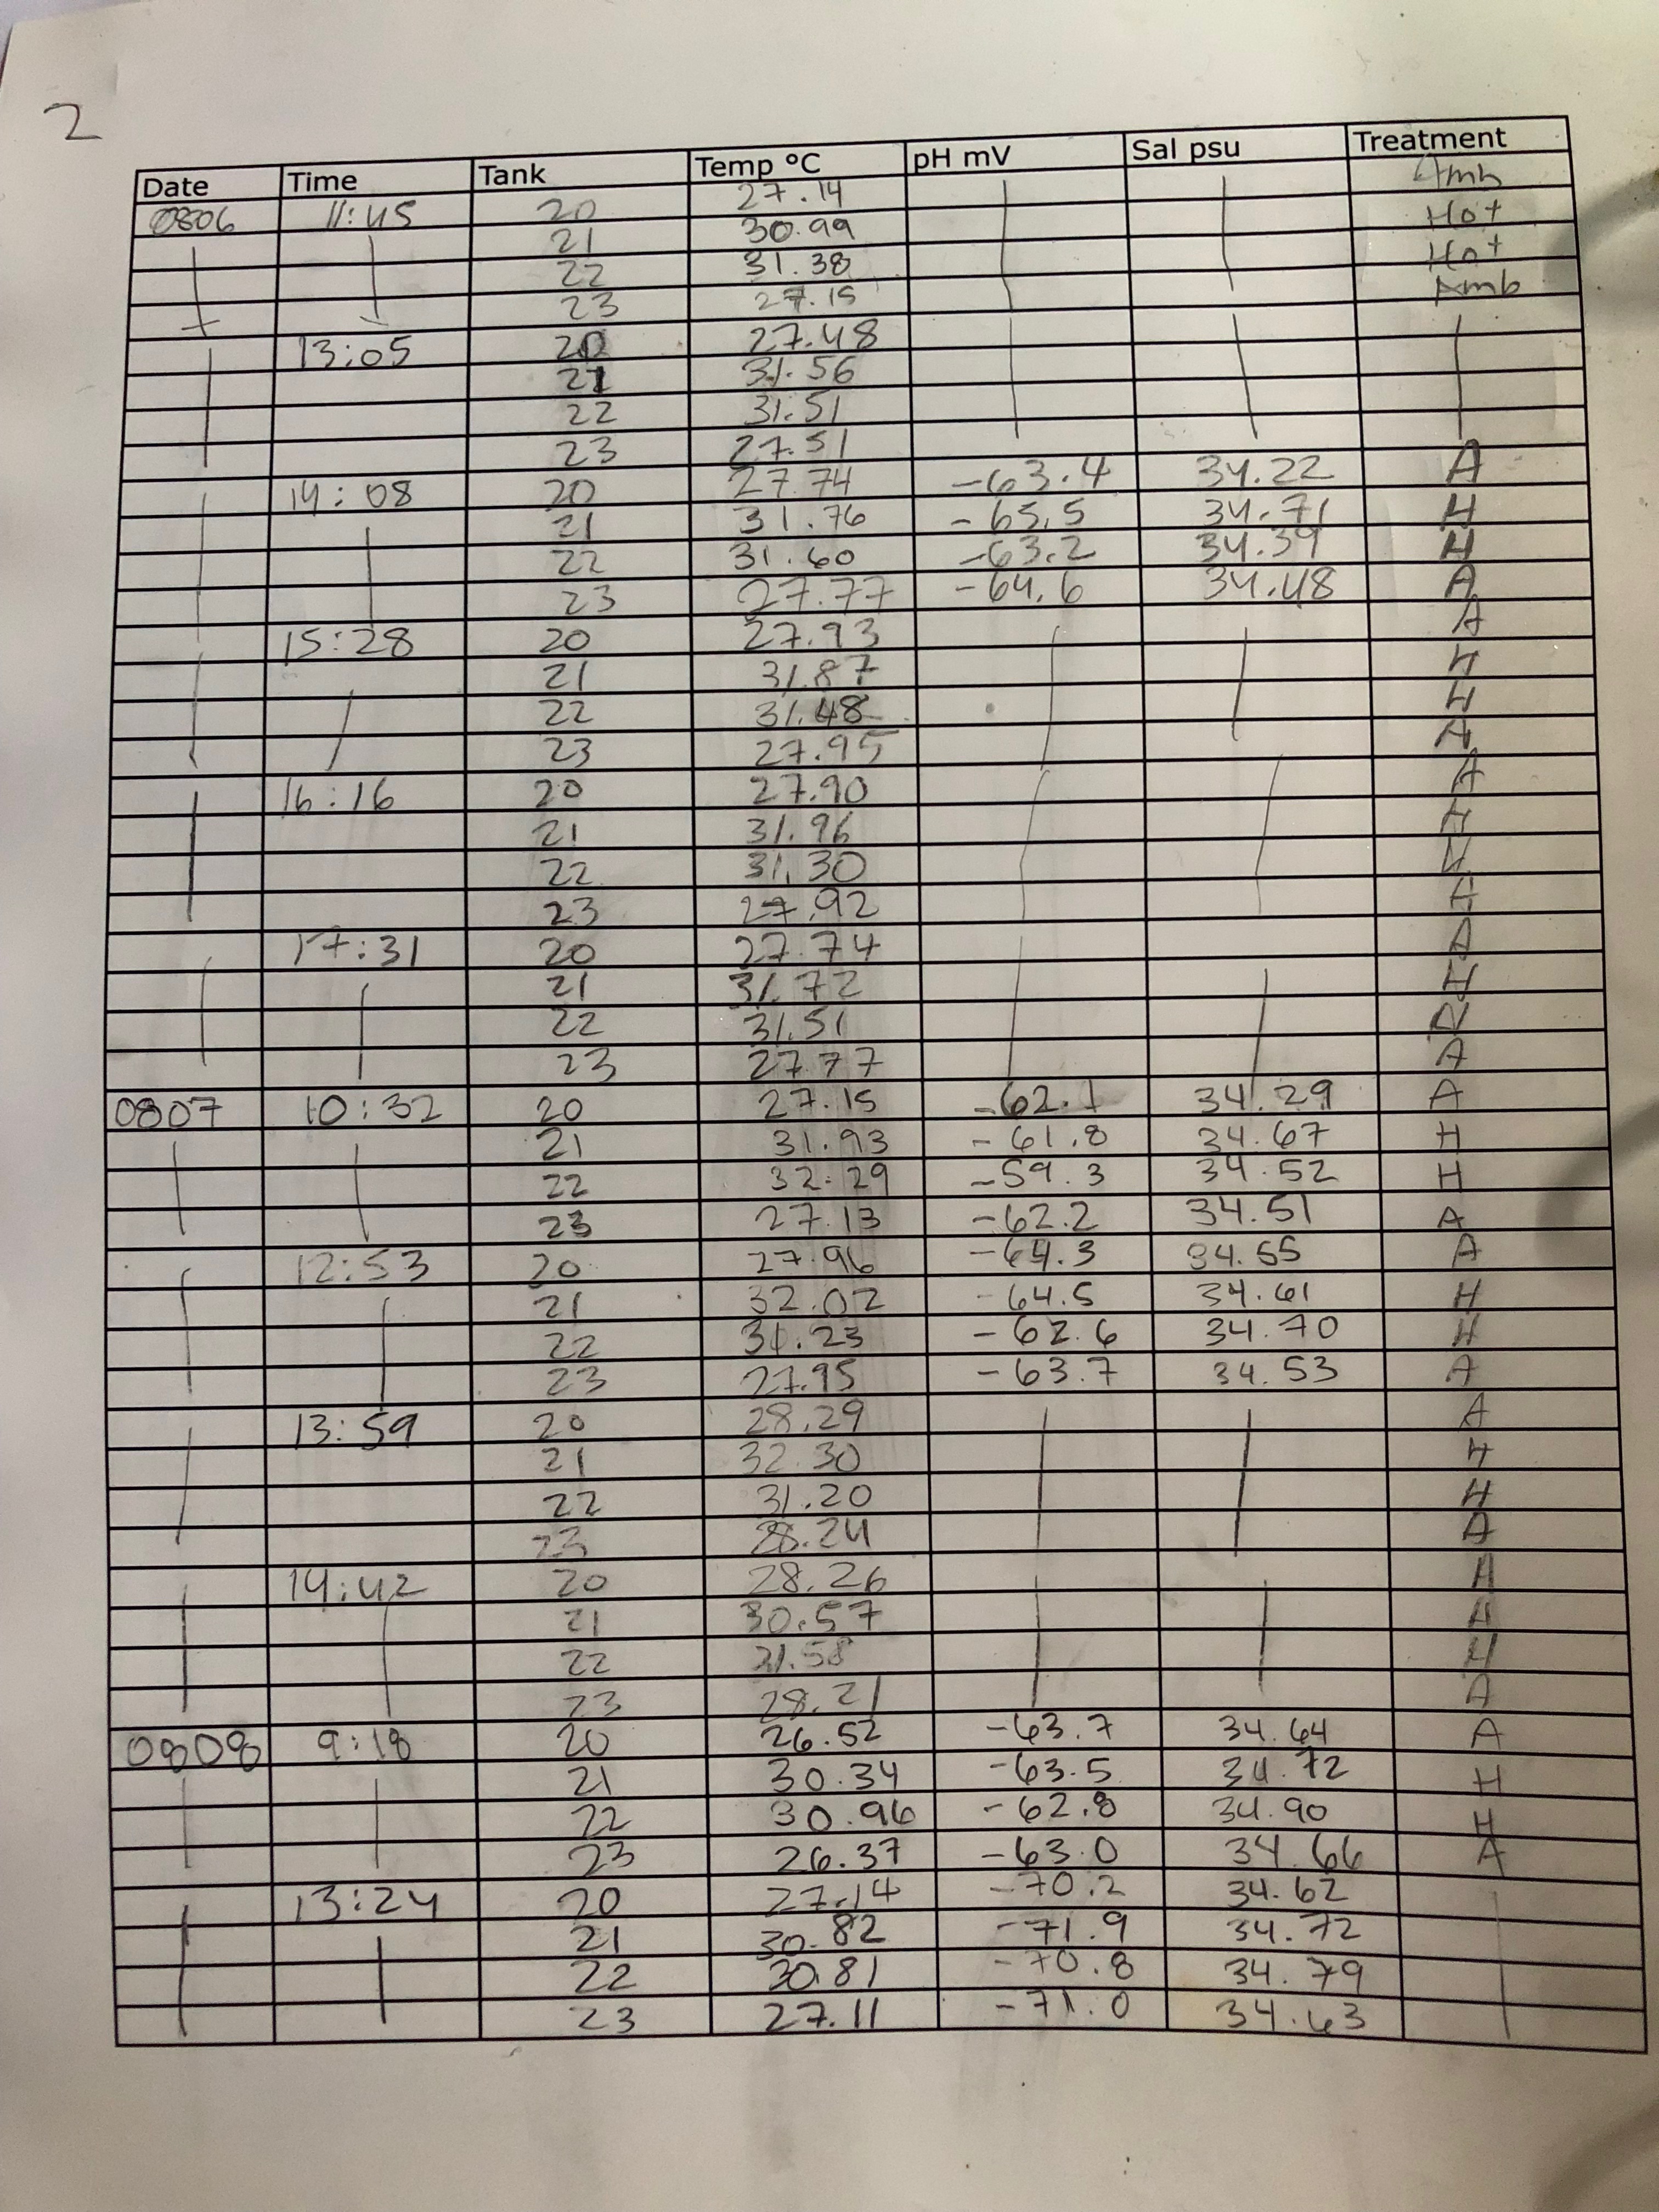 2
Date Time Tank Temp °C pH mV Sal psu Treatment
0806 11:45 20 27.14 Amb
21 30.99 Hot
22 31.38 Hot
23 27.15 Amb
13:05 20 27.48
21 31.56
22 31.51
23 27.51
14:08 20 27.74 -63.4 34.22 A
21 31.76 -65.5 34.71 H
22 31.60 -63.2 34.39 H
23 27.77 -64.6 34.48 A
15:28 20 27.93 A
21 31.87 H
22 31.48 H
23 27.95 A
16:16 20 27.90 A
21 31.96 H
22 31.30 H
23 27.92 A
17:31 20 27.74 A
21 31.72 H
22 31.51
23 27.77 A
0807 10:32 20 27.15 -62.1 34.29 A
21 31.93 -61.8 34.67 H
22 32.29 -59.3 34.52 H
23 27.13 -62.2 34.51 A
12:53 20 27.96 -64.3 34.55 A
21 32.02 -64.5 34.61 H
22 31.23 -62.6 34.70 H
23 27.95 -63.7 34.53 A
13:59 20 28.29 A
21 32.30 H
22 31.20 H
23 28.24 A
14:42 20 28.26 A
21 30.57 H
22 31.58 H
23 28.21 A
0808 9:18 20 26.52 -63.7 34.64 A
21 30.34 -63.5 34.72 H
22 30.96 -62.8 34.90 H
23 26.37 -63.0 34.66 A
13:24 20 27.14 -70.2 34.62
21 30.82 -71.9 34.72
22 30.81 -70.8 34.79
23 27.11 -71.0 34.63